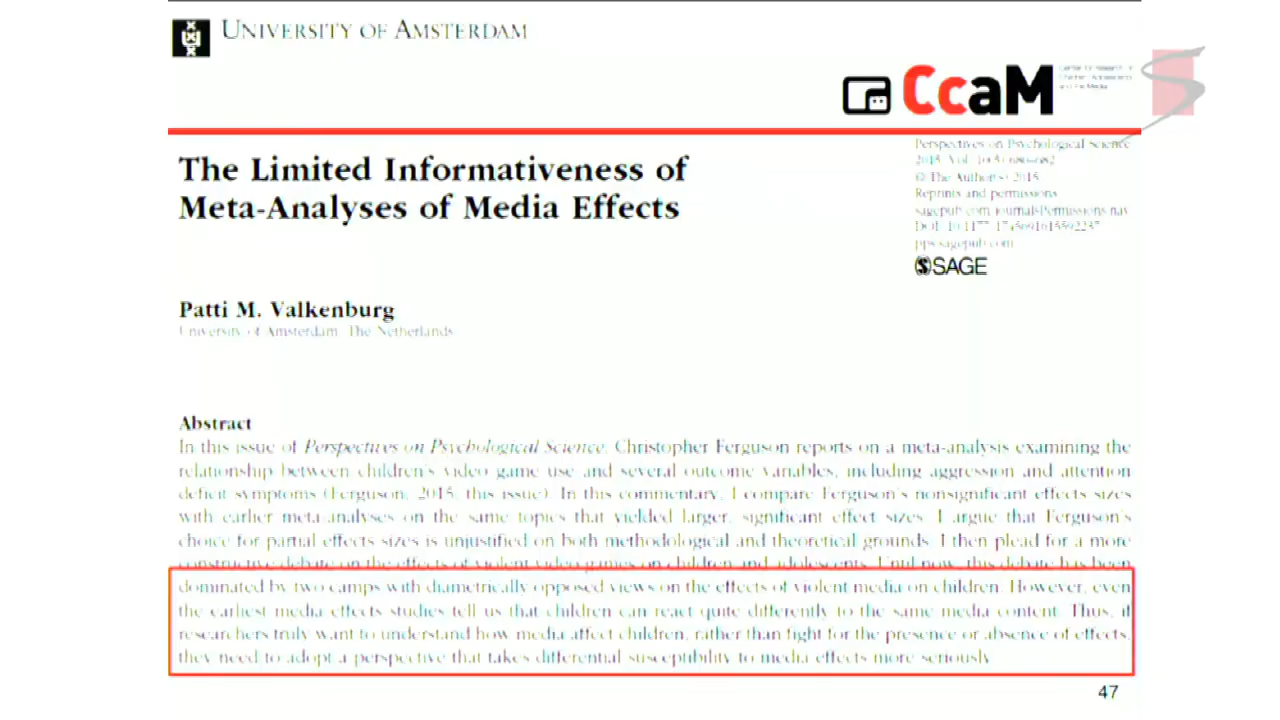 UNIVERSITY OF AMSTERDAM
CcaM
and the Media
The Limited Informativeness of
Meta-Analyses of Media Effects
Perspectives on Psychological Science
© The Author(s) 2015
Reprints and permissions
pps.sagepub.com
SAGE
Patti M. Valkenburg
University of Amsterdam, The Netherlands
Abstract
In this issue of Perspectives on Psychological Science, Christopher Ferguson reports on a meta-analysis examining the
relationship between children's video game use and several outcome variables, including aggression and attention
deficit symptoms (Ferguson, 2015, this issue). In this commentary, I compare Ferguson's nonsignificant effects sizes
with earlier meta-analyses on the same topics that yielded larger, significant effect sizes. I argue that Ferguson's
choice for partial effects sizes is unjustified on both methodological and theoretical grounds. I then plead for a more
constructive debate on the effects of violent video games on children and adolescents. Until now, this debate has been
dominated by two camps with diametrically opposed views on the effects of violent media on children. However, even
the earliest media effects studies tell us that children can react quite differently to the same media content. Thus, if
researchers truly want to understand how media affect children, rather than fight for the presence or absence of effects,
they need to adopt a perspective that takes differential susceptibility to media effects more seriously.
47